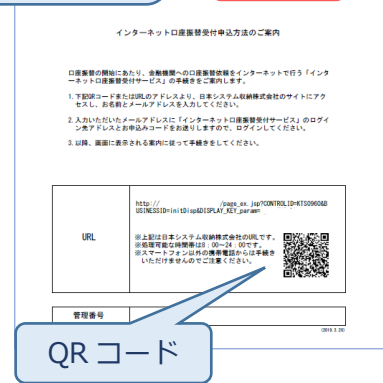 インターネット口座振替受付申込方法のご案内
口座振替の開始にあたり、金融機関への口座振替依頼をインターネットで行う「インタ
ーネット口座振替受付サービス」の手続きをご案内します。
1. 下記QRコードまたはURLのアドレスより、日本システム収納株式会社のサイトにアク
セスし、お名前とメールアドレスを入力してください。
2. 入力いただいたメールアドレスに「インターネット口座振替受付サービス」のログイ
ン先アドレスとお申込みコードをお送りしますので、ログインしてください。
3. 以降、画面に表示される案内に従って手続きをしてください。
http:// /page_ex.jsp?CONTROLID=KTS0960&B
USINESSID=initDisp&DISPLAY_KEY_param=
URL
※上記は日本システム収納株式会社のURLです。
※処理可能な時間帯は8:00~24:00です。
※スマートフォン以外の携帯電話からは手続き
いただけませんのでご注意ください。
管理番号
(2018.3.20)
QR コード